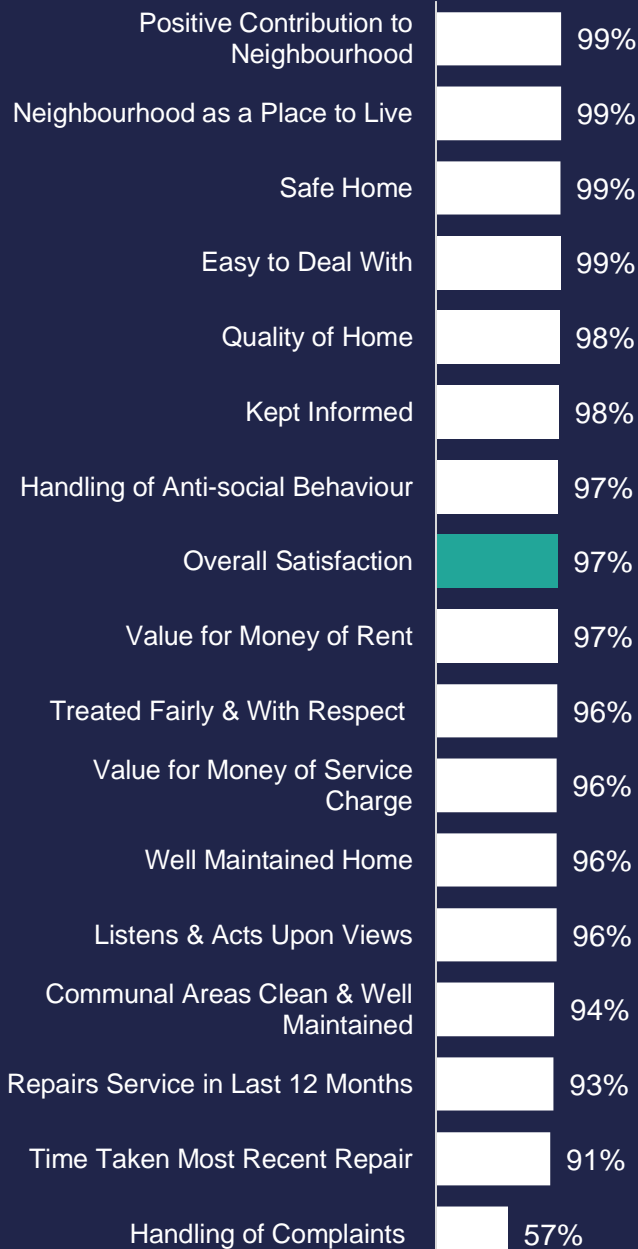 Positive Contribution to
Neighbourhood
99%
Neighbourhood as a Place to Live
99%
Safe Home
99%
Easy to Deal With
99%
Quality of Home
98%
Kept Informed
98%
Handling of Anti-social Behaviour
97%
Overall Satisfaction
97%
Value for Money of Rent
97%
Treated Fairly & With Respect
96%
Value for Money of Service
Charge
96%
Well Maintained Home
96%
Listens & Acts Upon Views
96%
Communal Areas Clean & Well
Maintained
94%
Repairs Service in Last 12 Months
93%
Time Taken Most Recent Repair
91%
Handling of Complaints
57%